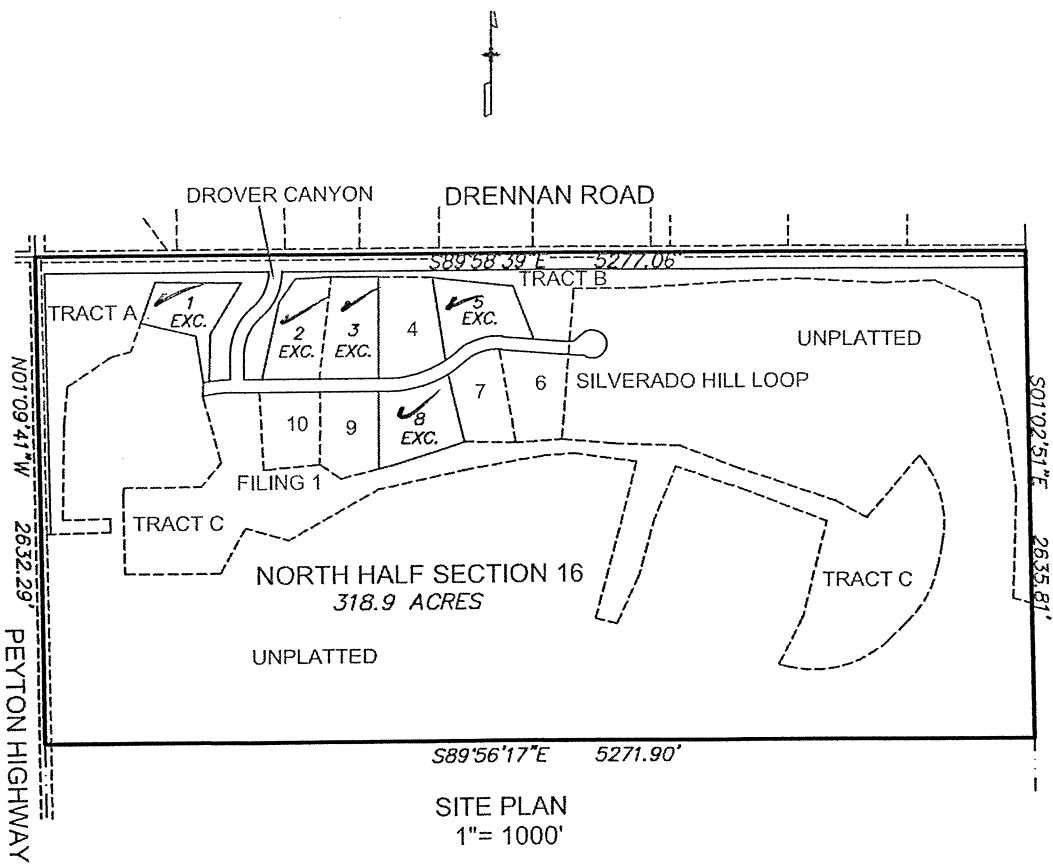 DROVER CANYON
DRENNAN ROAD
S89°58'39"E 5277.06'
TRACT B
TRACT A
1
EXC.
2
EXC.
3
EXC.
4
5
EXC.
UNPLATTED
6
SILVERADO HILL LOOP
7
8
EXC.
9
10
FILING 1
TRACT C
NORTH HALF SECTION 16
318.9 ACRES
TRACT C
UNPLATTED
N01°09'41"W 2632.29'
PEYTON HIGHWAY
S01°02'51"E 2635.81'
S89°56'17"E 5271.90'
SITE PLAN
1"= 1000'